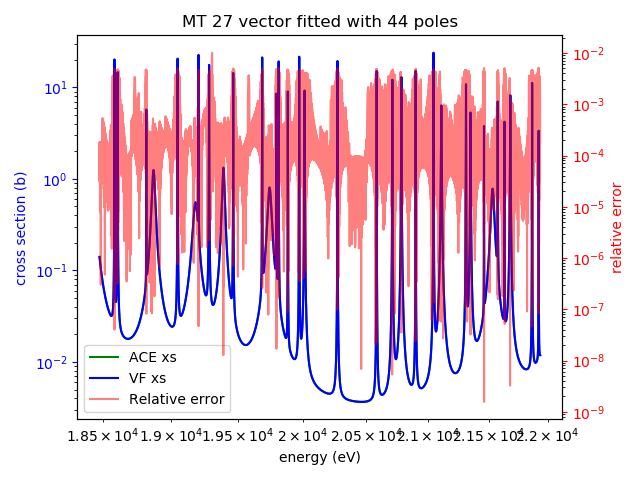 MT 27 vector fitted with 44 poles
10¹
10⁰
10⁻¹
10⁻²
cross section (b)
10⁻²
10⁻³
10⁻⁴
10⁻⁵
10⁻⁶
10⁻⁷
10⁻⁸
10⁻⁹
relative error
ACE xs
VF xs
Relative error
1.85×10⁴ 1.9×10⁴ 1.95×10⁴ 2×10⁴ 2.05×10⁴ 2.1×10⁴ 2.15×10⁴ 2.2×10⁴
energy (eV)